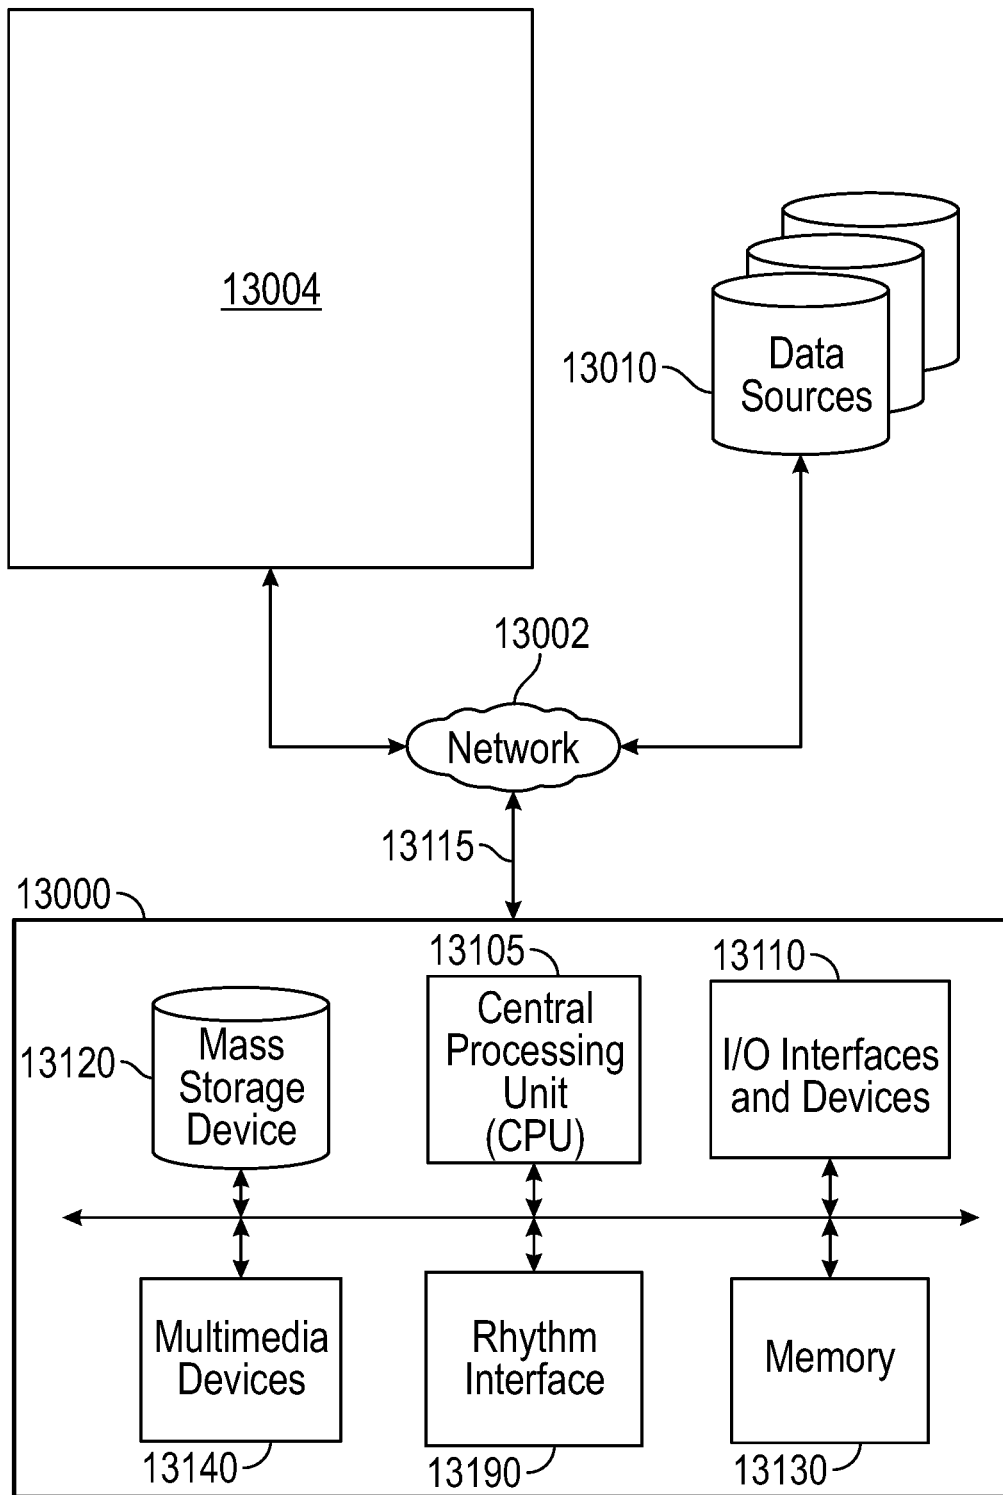 13004
13010
Data
Sources
13002
Network
13115
13000
13105
13110
13120
Mass
Storage
Device
Central
Processing
Unit
(CPU)
I/O Interfaces
and Devices
Multimedia
Devices
Rhythm
Interface
Memory
13140
13190
13130